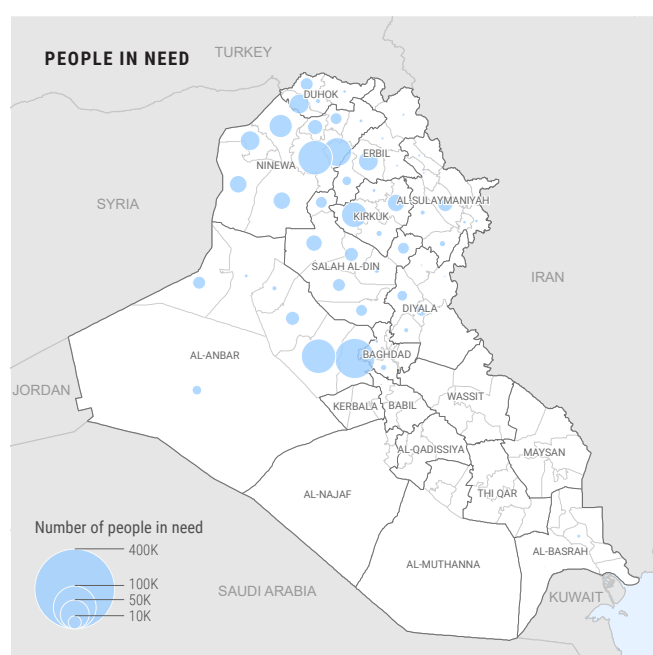 PEOPLE IN NEED
TURKEY
DUHOK
ERBIL
NINEWA
SYRIA
AL-SULAYMANIYAH
KIRKUK
SALAH AL-DIN
IRAN
DIYALA
AL-ANBAR
BAGHDAD
JORDAN
WASSIT
KERBALA
BABIL
AL-QADISSIYA
MAYSAN
AL-NAJAF
THI QAR
Number of people in need
400K
100K
50K
10K
AL-BASRAH
AL-MUTHANNA
SAUDI ARABIA
KUWAIT